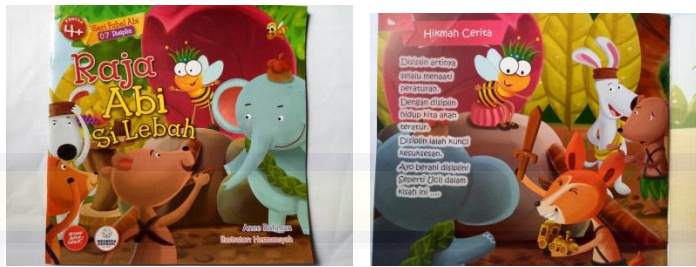 4+
Seri Fabel Abi
07 Disiplin
Raja
Abi
Si Lebah
Hermansyah
Hikmah Cerita
Disiplin artinya
selalu menaati
peraturan.
Dengan disiplin
hidup kita akan
teratur.
Disiplin ialah kunci
kesuksesan.
Ayo berani disiplin!
Seperti Ucil dalam
kisah ini ....